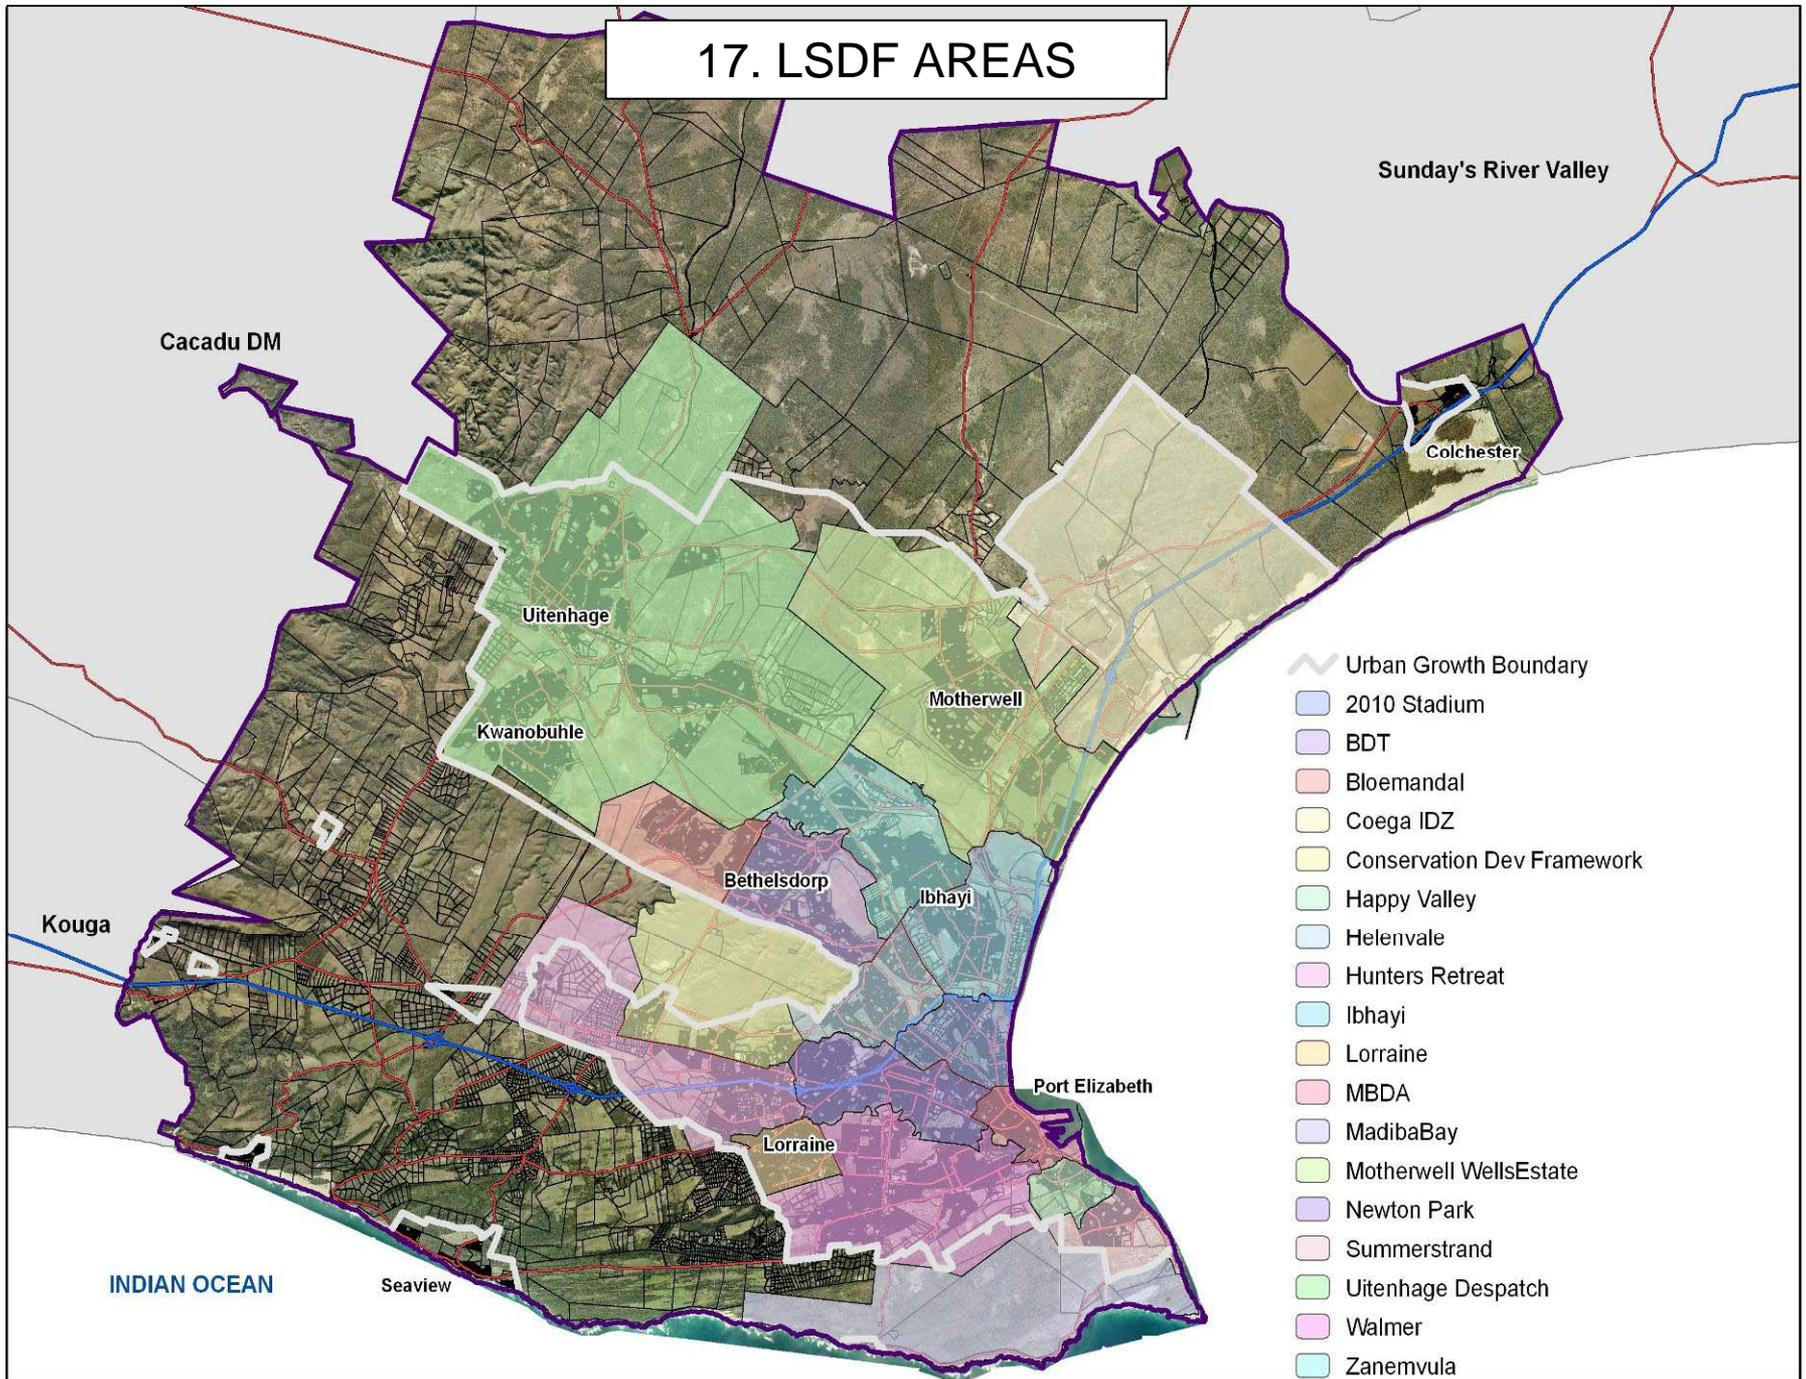 17. LSDF AREAS
Sunday's River Valley
Cacadu DM
Colchester
Uitenhage
Motherwell
Kwanobuhle
Bethelsdorp
Ibhayi
Kouga
Port Elizabeth
Lorraine
Seaview
INDIAN OCEAN
Urban Growth Boundary
2010 Stadium
BDT
Bloemandal
Coega IDZ
Conservation Dev Framework
Happy Valley
Helenvale
Hunters Retreat
Ibhayi
Lorraine
MBDA
MadibaBay
Motherwell WellsEstate
Newton Park
Summerstrand
Uitenhage Despatch
Walmer
Zanemvula